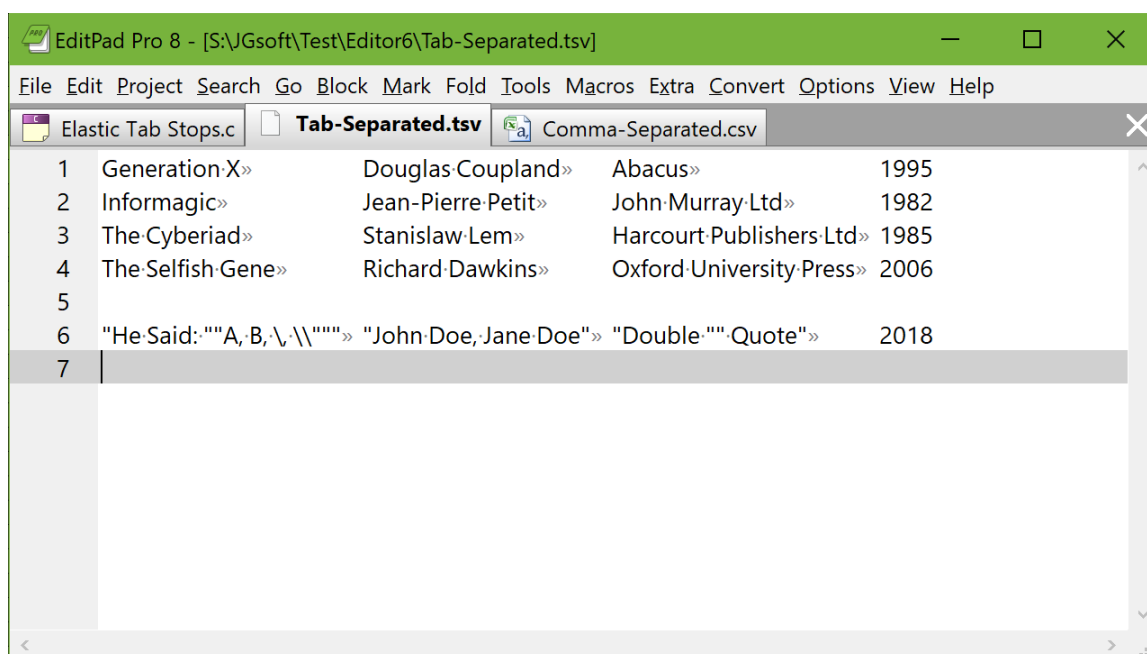 EditPad Pro 8 - [S:\JGsoft\Test\Editor6\Tab-Separated.tsv]
File Edit Project Search Go Block Mark Fold Tools Macros Extra Convert Options View Help
Elastic Tab Stops.c Tab-Separated.tsv Comma-Separated.csv
1 Generation·X» Douglas·Coupland» Abacus» 1995
2 Informagic» Jean-Pierre·Petit» John·Murray·Ltd» 1982
3 The·Cyberiad» Stanislaw·Lem» Harcourt·Publishers·Ltd» 1985
4 The·Selfish·Gene» Richard·Dawkins» Oxford·University·Press» 2006
5
6 "He·Said:·""A,·B,·\,·\\"""» "John·Doe,·Jane·Doe"» "Double·""·Quote"» 2018
7